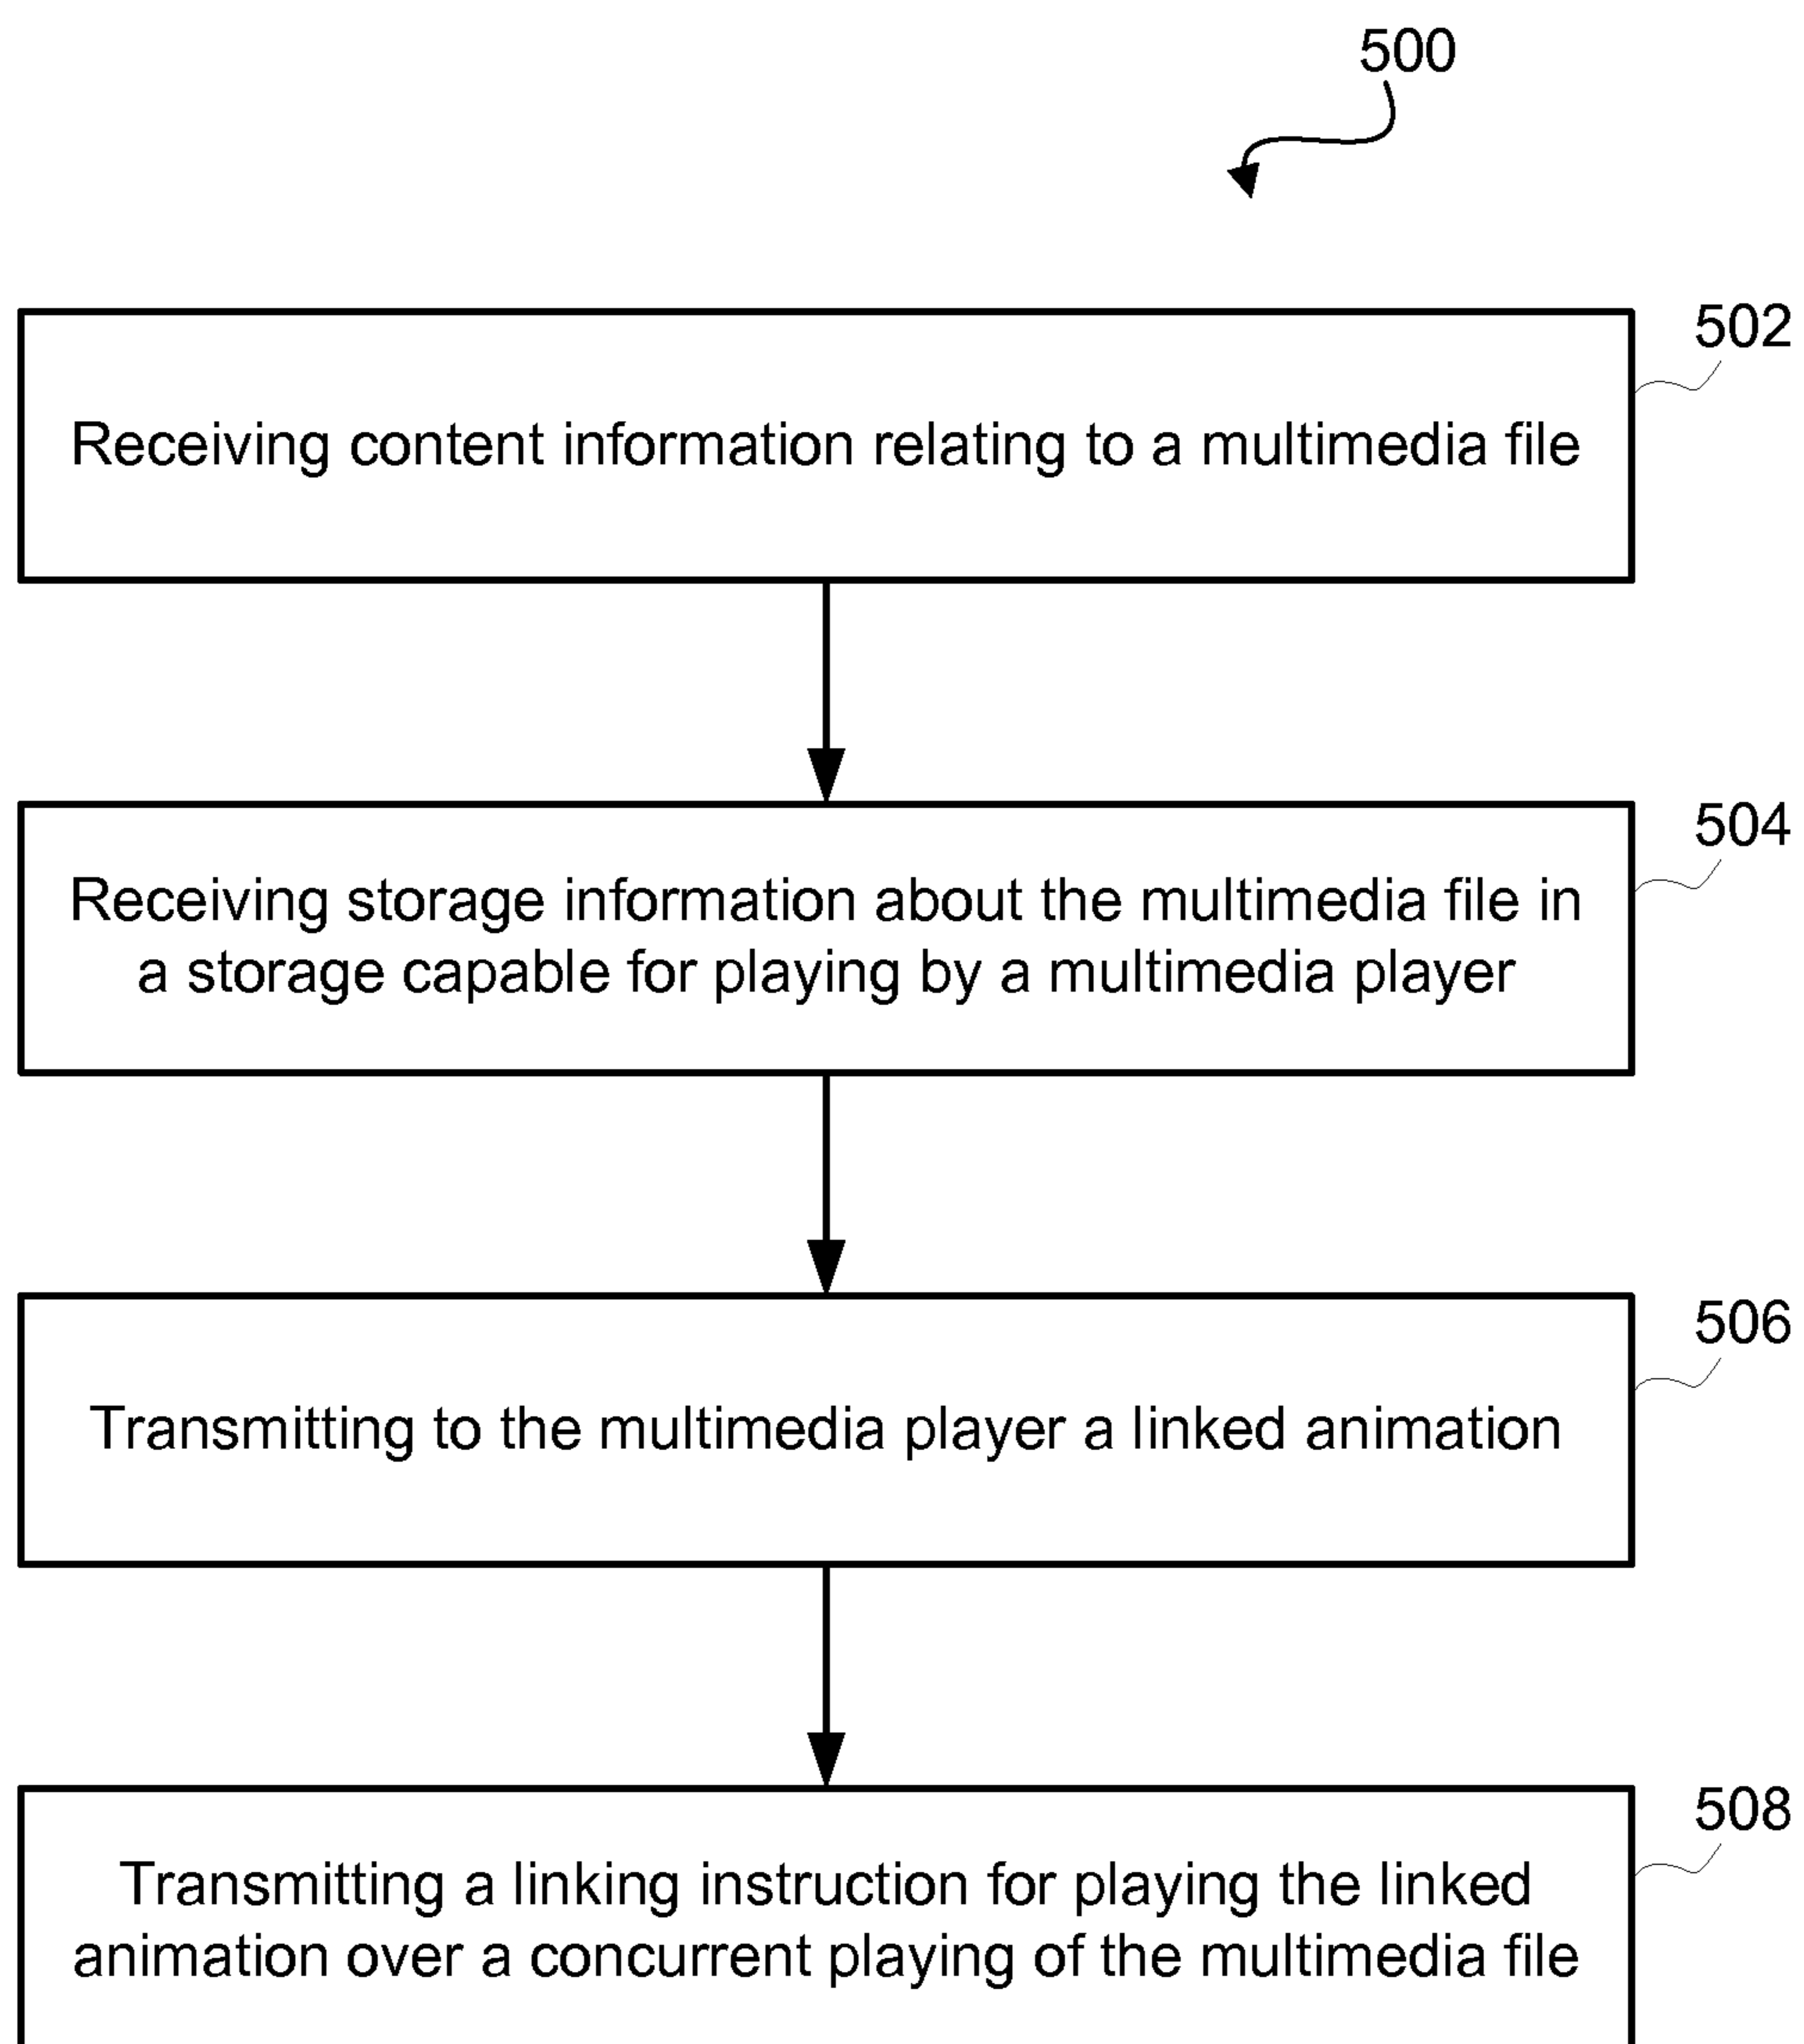 500
502
Receiving content information relating to a multimedia file
504
Receiving storage information about the multimedia file in
a storage capable for playing by a multimedia player
506
Transmitting to the multimedia player a linked animation
508
Transmitting a linking instruction for playing the linked
animation over a concurrent playing of the multimedia file